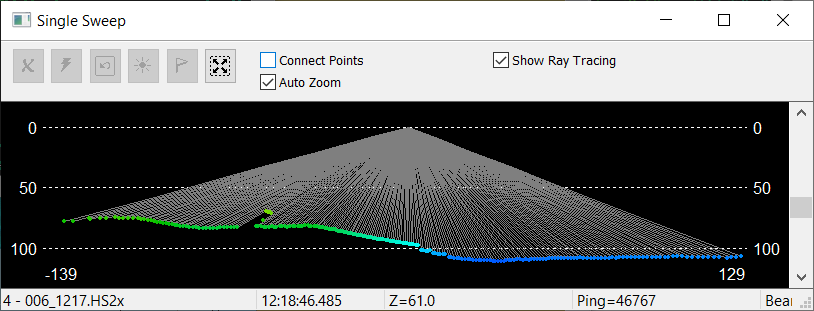 Single Sweep
Connect Points
Show Ray Tracing
Auto Zoom
0 0
50 50
100 100
-139 129
4 - 006_1217.HS2x 12:18:46.485 Z=61.0 Ping=46767 Bear